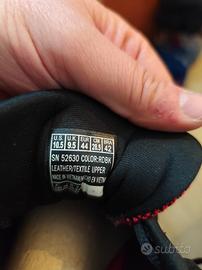 U.S. U.K. EUR CM BRA
10.5 9.5 44 28.5 42
SN 52630 COLOR:RDBK
LEATHER/TEXTILE UPPER
MADE IN VIETNAM
subito